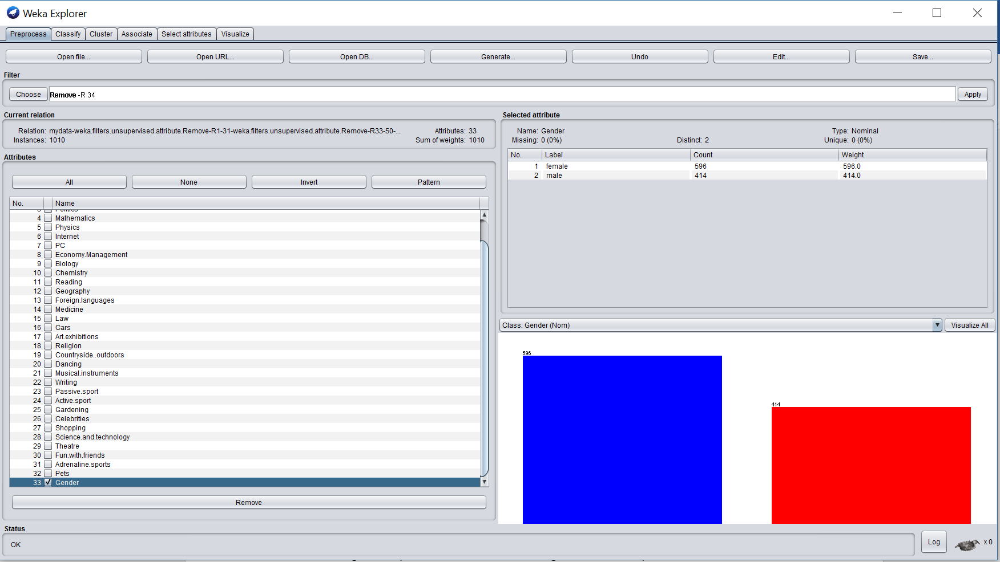 Weka Explorer
Preprocess Classify Cluster Associate Select attributes Visualize
Open file... Open URL... Open DB... Generate... Undo Edit... Save...
Filter
Choose Remove -R 34 Apply
Current relation
Relation: mydata-weka.filters.unsupervised.attribute.Remove-R1-31-weka.filters.unsupervised.attribute.Remove-R33-50-... Attributes: 33
Instances: 1010 Sum of weights: 1010
Attributes
All None Invert Pattern
No. Name
3 Politics
4 Mathematics
5 Physics
6 Internet
7 PC
8 Economy.Management
9 Biology
10 Chemistry
11 Reading
12 Geography
13 Foreign.languages
14 Medicine
15 Law
16 Cars
17 Art.exhibitions
18 Religion
19 Countryside..outdoors
20 Dancing
21 Musical.instruments
22 Writing
23 Passive.sport
24 Active.sport
25 Gardening
26 Celebrities
27 Shopping
28 Science.and.technology
29 Theatre
30 Fun.with.friends
31 Adrenaline.sports
32 Pets
33 Gender
Remove
Selected attribute
Name: Gender Type: Nominal
Missing: 0 (0%) Distinct: 2 Unique: 0 (0%)
No. Label Count Weight
1 female 596 596.0
2 male 414 414.0
Class: Gender (Nom) Visualize All
596
414
Status
OK
Log x 0